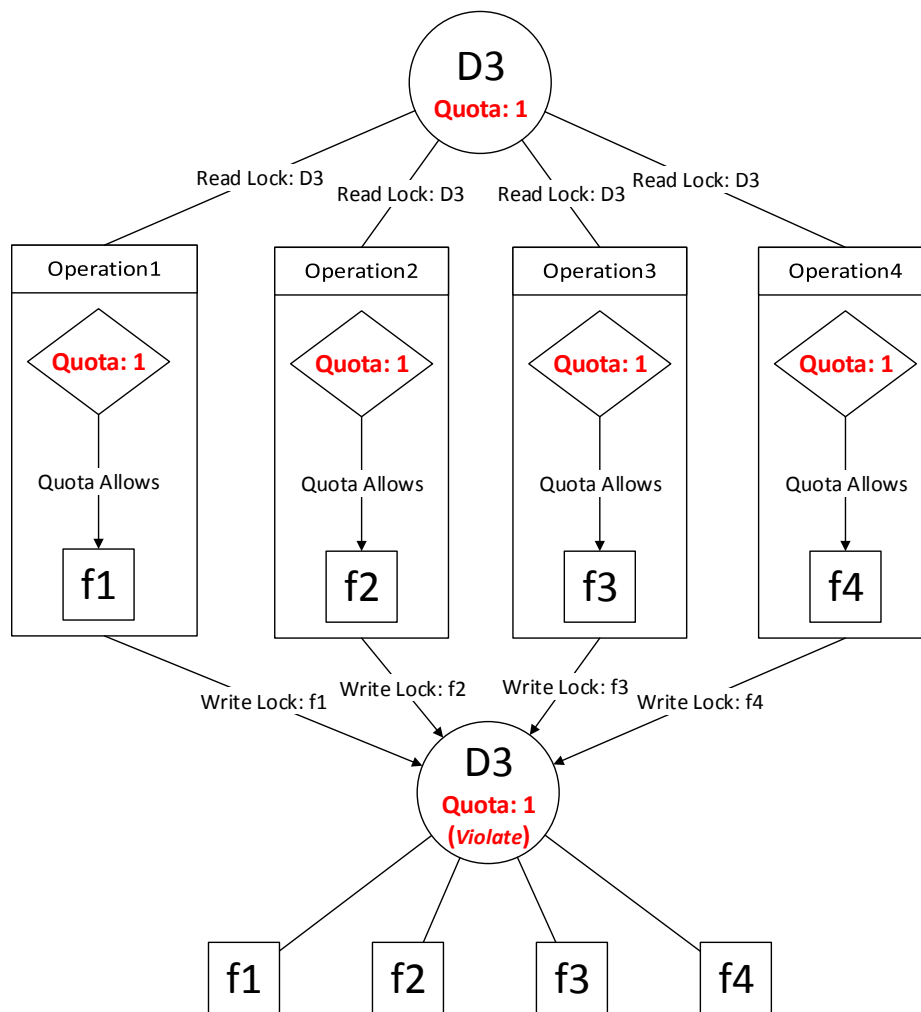 D3
Quota: 1
Read Lock: D3
Read Lock: D3
Read Lock: D3
Read Lock: D3
Operation1
Operation2
Operation3
Operation4
Quota: 1
Quota: 1
Quota: 1
Quota: 1
Quota Allows
Quota Allows
Quota Allows
Quota Allows
f1
f2
f3
f4
Write Lock: f1
Write Lock: f2
Write Lock: f3
Write Lock: f4
D3
Quota: 1
(Violate)
f1
f2
f3
f4